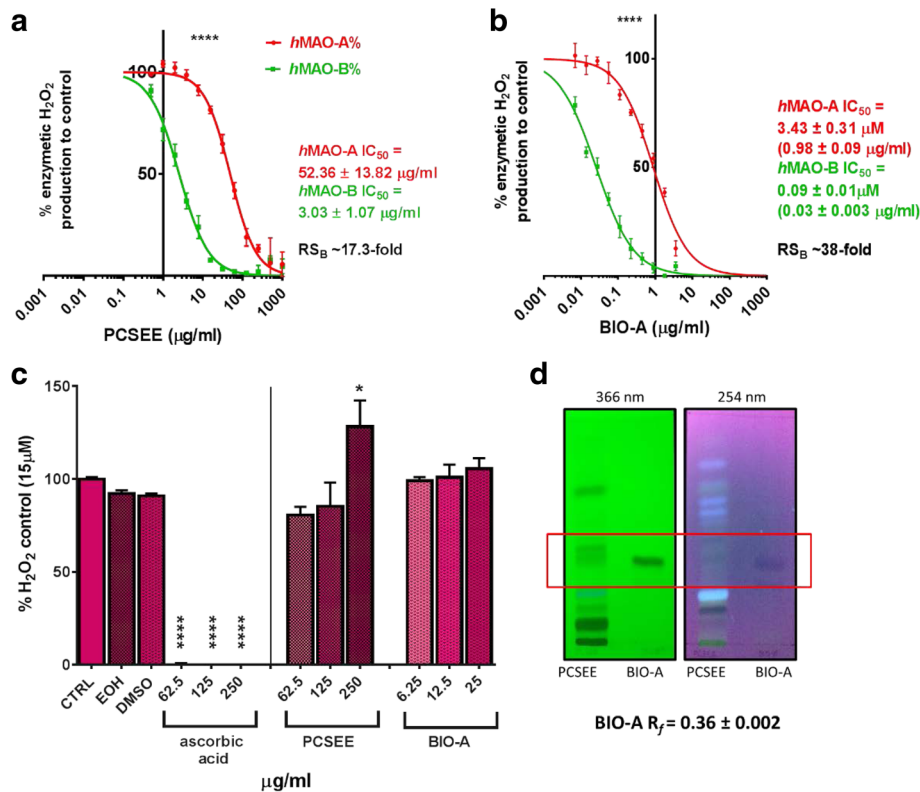 a
****
hMAO-A%
hMAO-B%
100
50
% enzymetic H2O2
production to control
hMAO-A IC50 =
52.36 ± 13.82 µg/ml
hMAO-B IC50 =
3.03 ± 1.07 µg/ml
RSB ~17.3-fold
0.001
0.01
0.1
1
10
100
1000
PCSEE (µg/ml)
b
****
100
50
% enzymetic H2O2
production to control
hMAO-A IC50 =
3.43 ± 0.31 µM
(0.98 ± 0.09 µg/ml)
hMAO-B IC50 =
0.09 ± 0.01µM
(0.03 ± 0.003 µg/ml)
RSB ~38-fold
0.001
0.01
0.1
1
10
100
1000
BIO-A (µg/ml)
c
150
100
50
0
% H2O2 control (15µM)
****
****
****
*
CTRL
EOH
DMSO
62.5
125
250
62.5
125
250
6.25
12.5
25
ascorbic
acid
PCSEE
BIO-A
µg/ml
d
366 nm
254 nm
PCSEE
BIO-A
PCSEE
BIO-A
BIO-A Rf = 0.36 ± 0.002